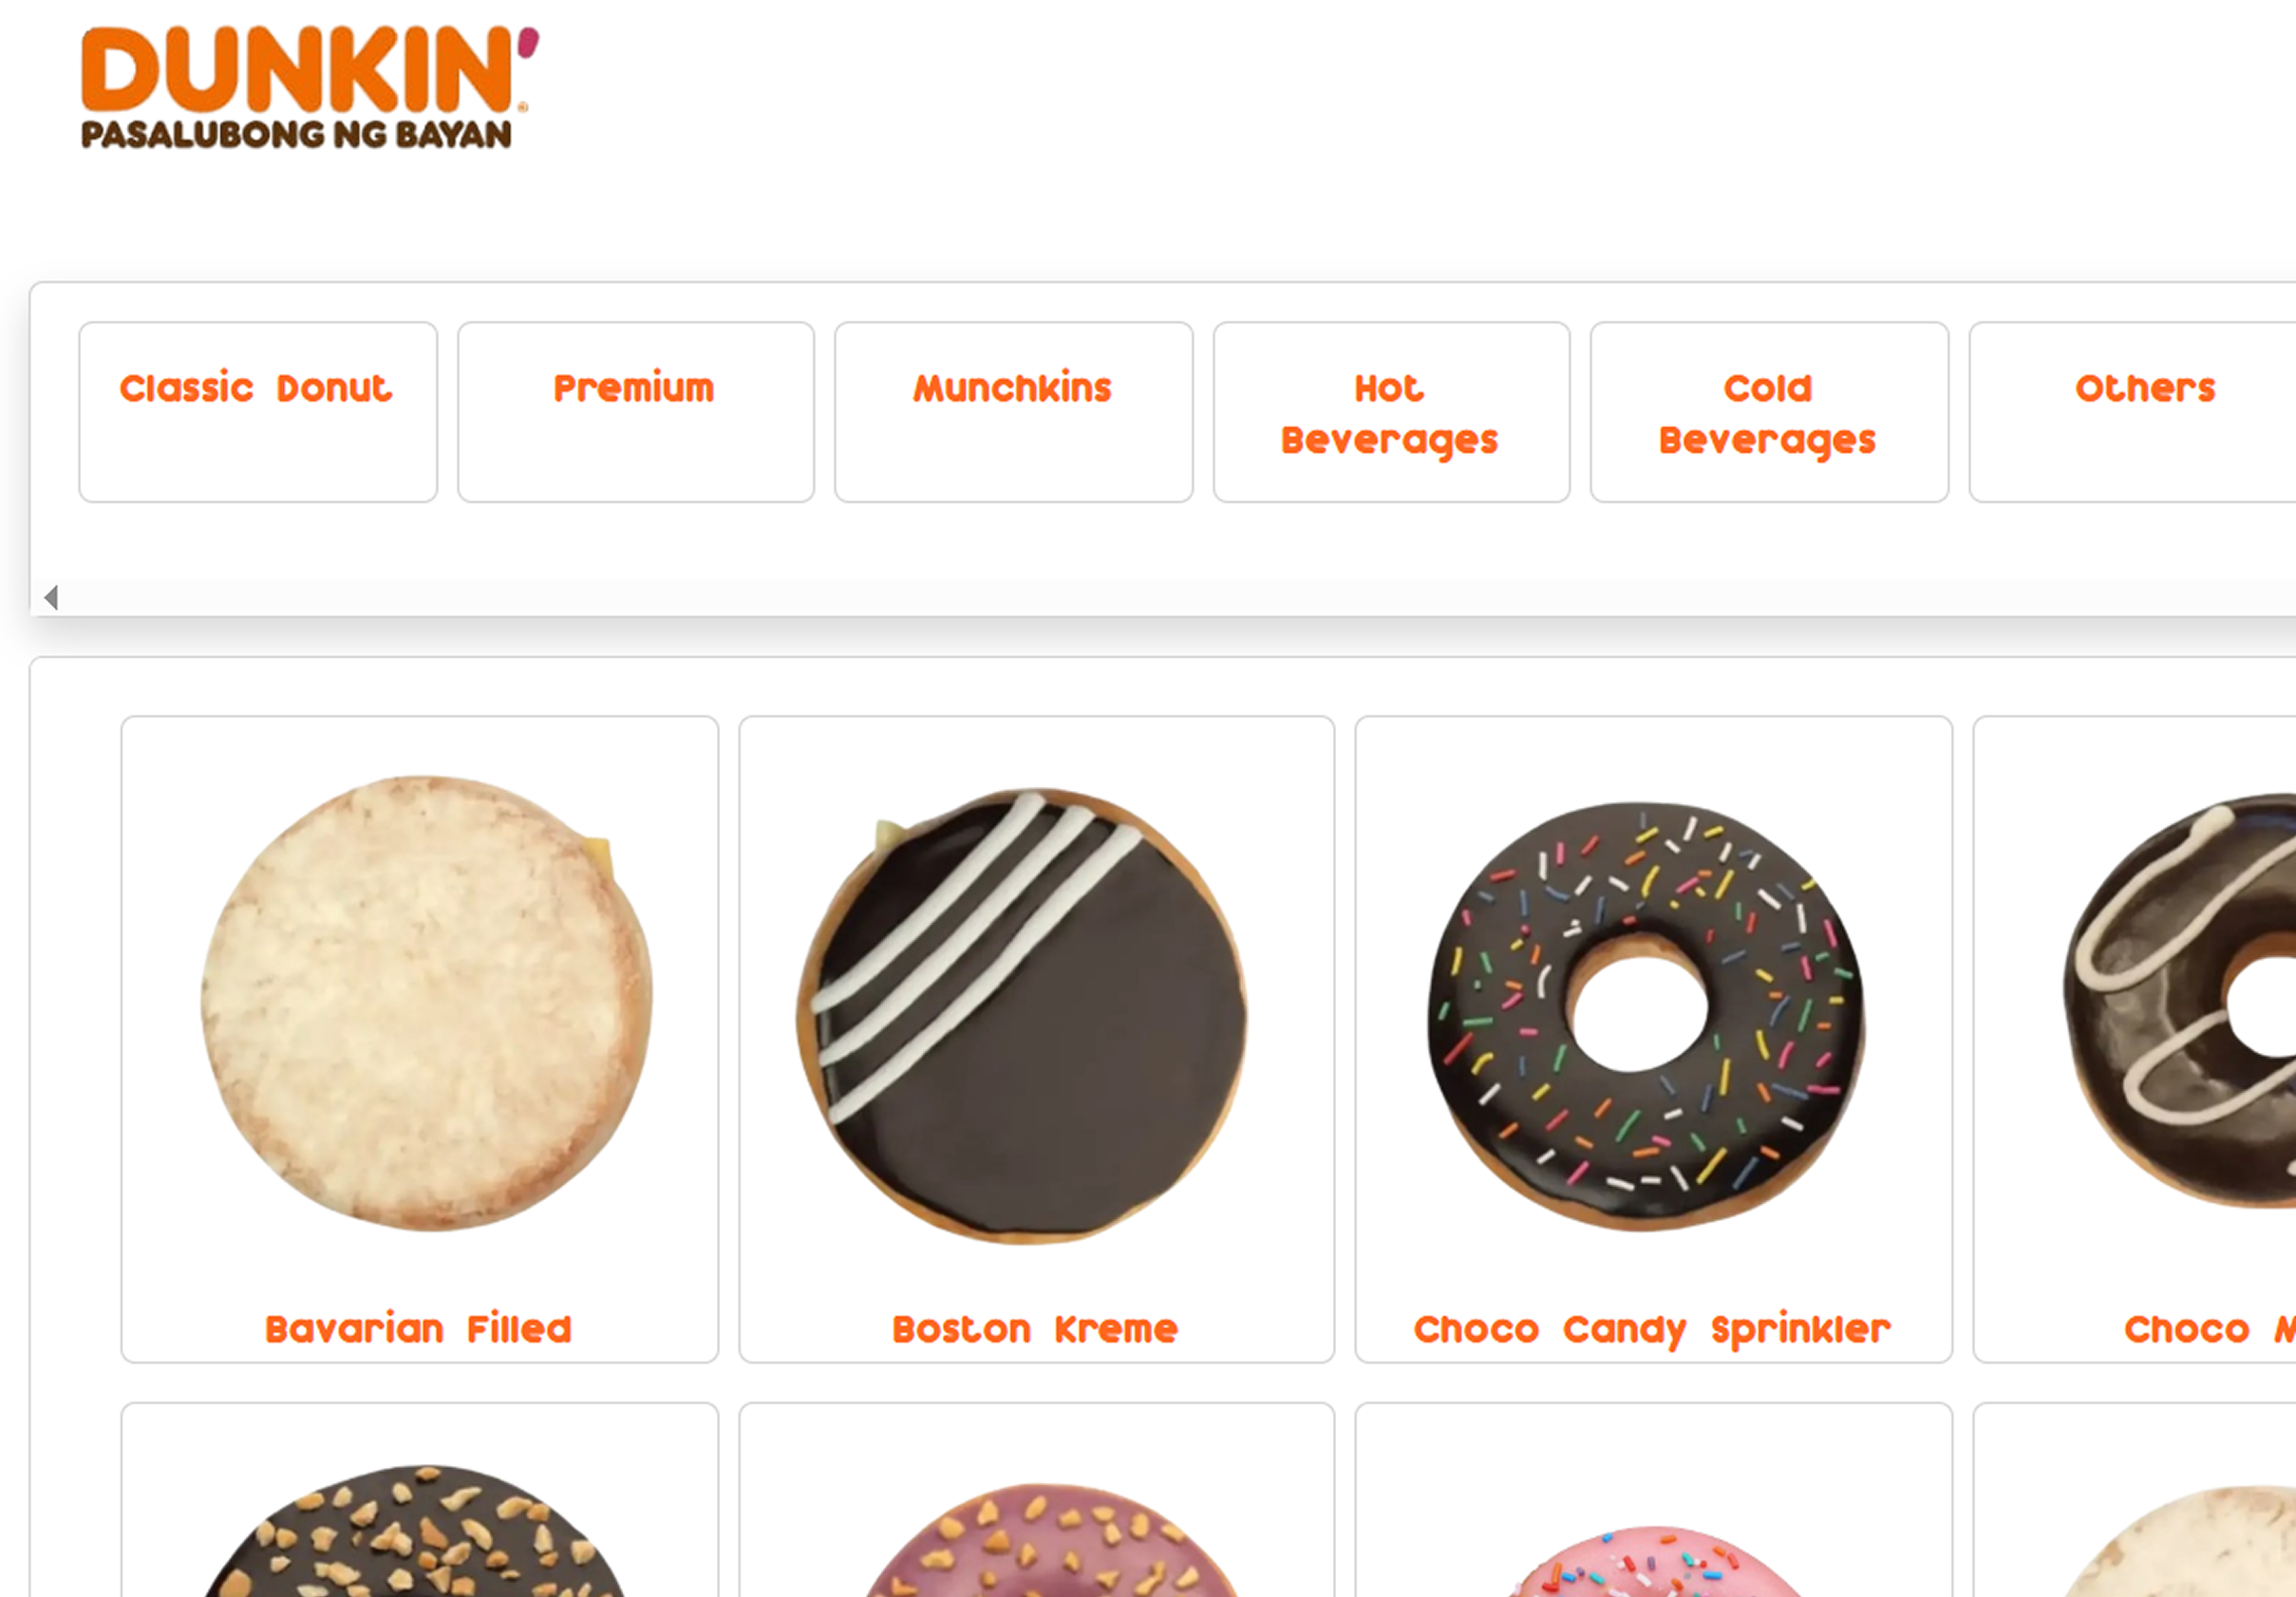 DUNKIN'
PASALUBONG NG BAYAN
Classic Donut
Premium
Munchkins
Hot
Beverages
Cold
Beverages
Others
Bavarian Filled
Boston Kreme
Choco Candy Sprinkler
Choco